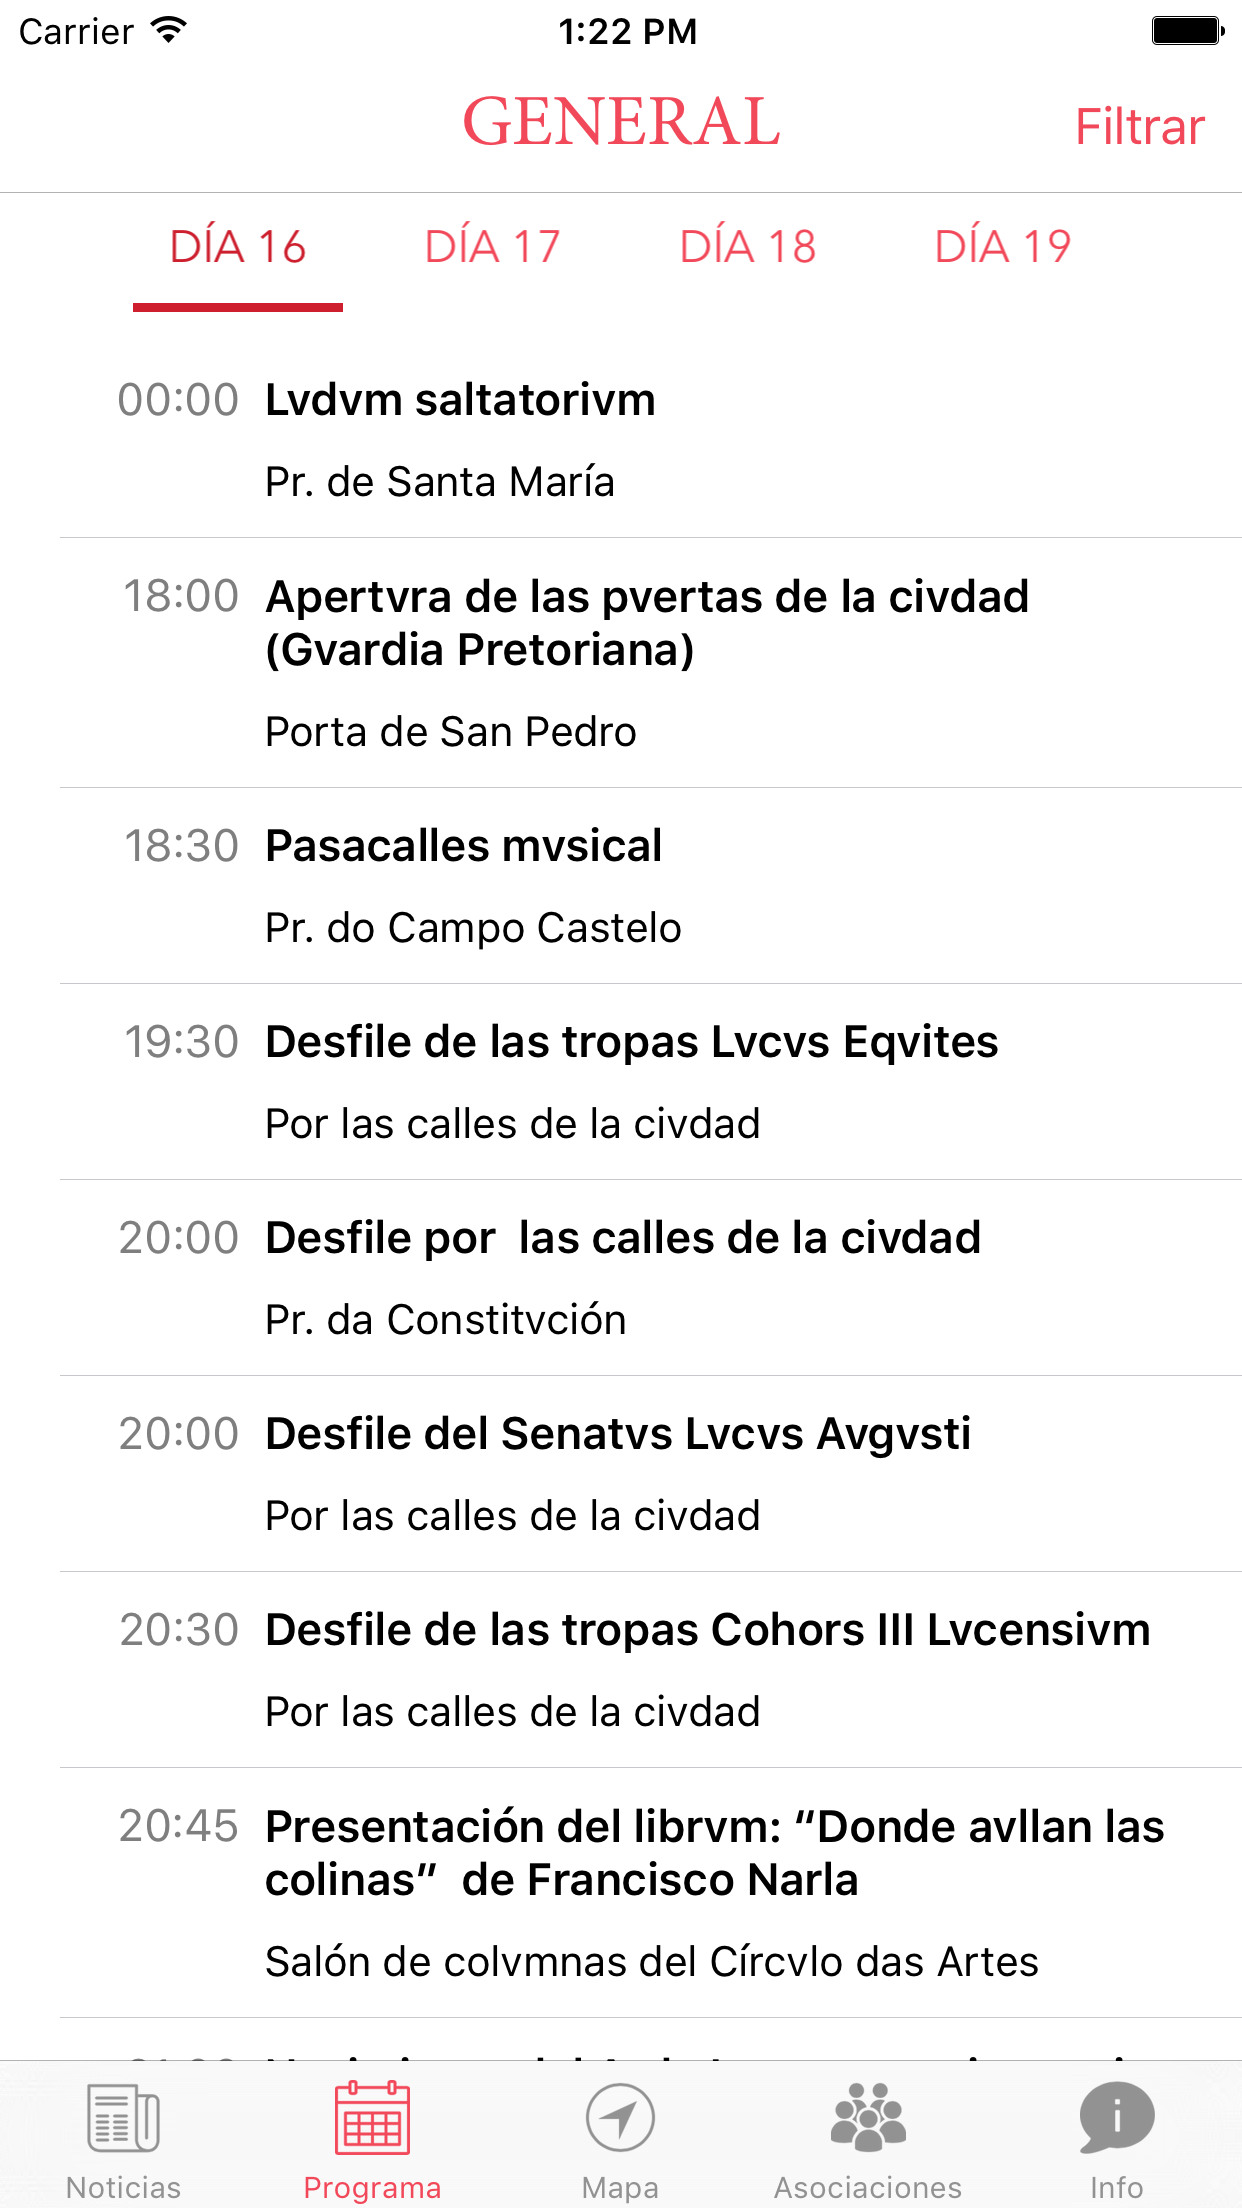 Carrier 1:22 PM
GENERAL
Filtrar
DÍA 16 DÍA 17 DÍA 18 DÍA 19
00:00 Lvdvm saltatorivm
Pr. de Santa María
18:00 Apertvra de las pvertas de la civdad
(Gvardia Pretoriana)
Porta de San Pedro
18:30 Pasacalles mvsical
Pr. do Campo Castelo
19:30 Desfile de las tropas Lvcvs Eqvites
Por las calles de la civdad
20:00 Desfile por  las calles de la civdad
Pr. da Constitvción
20:00 Desfile del Senatvs Lvcvs Avgvsti
Por las calles de la civdad
20:30 Desfile de las tropas Cohors III Lvcensivm
Por las calles de la civdad
20:45 Presentación del librvm: “Donde avllan las
colinas”  de Francisco Narla
Salón de colvmnas del Círcvlo das Artes
Noticias Programa Mapa Asociaciones Info